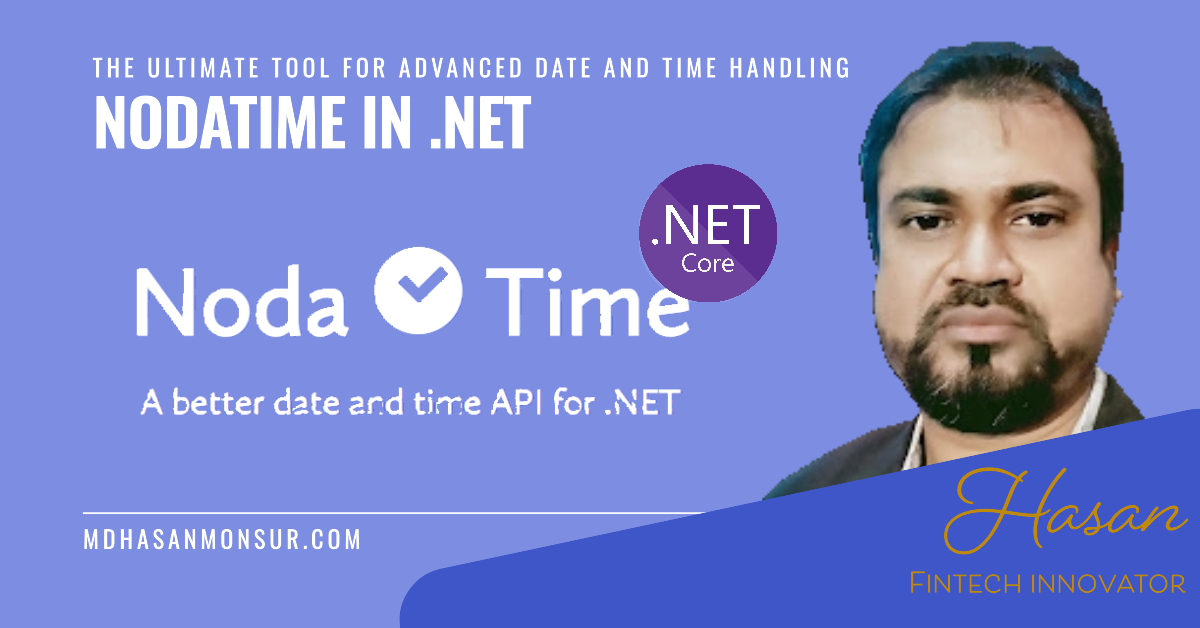 THE ULTIMATE TOOL FOR ADVANCED DATE AND TIME HANDLING
NODATIME IN .NET
.NET
Core
Noda Time
A better date and time API for .NET
MDHASANMONSUR.COM
Hasan
FINTECH INNOVATOR